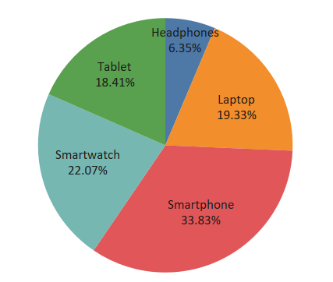 Headphones
6.35%
Tablet
18.41%
Laptop
19.33%
Smartwatch
22.07%
Smartphone
33.83%